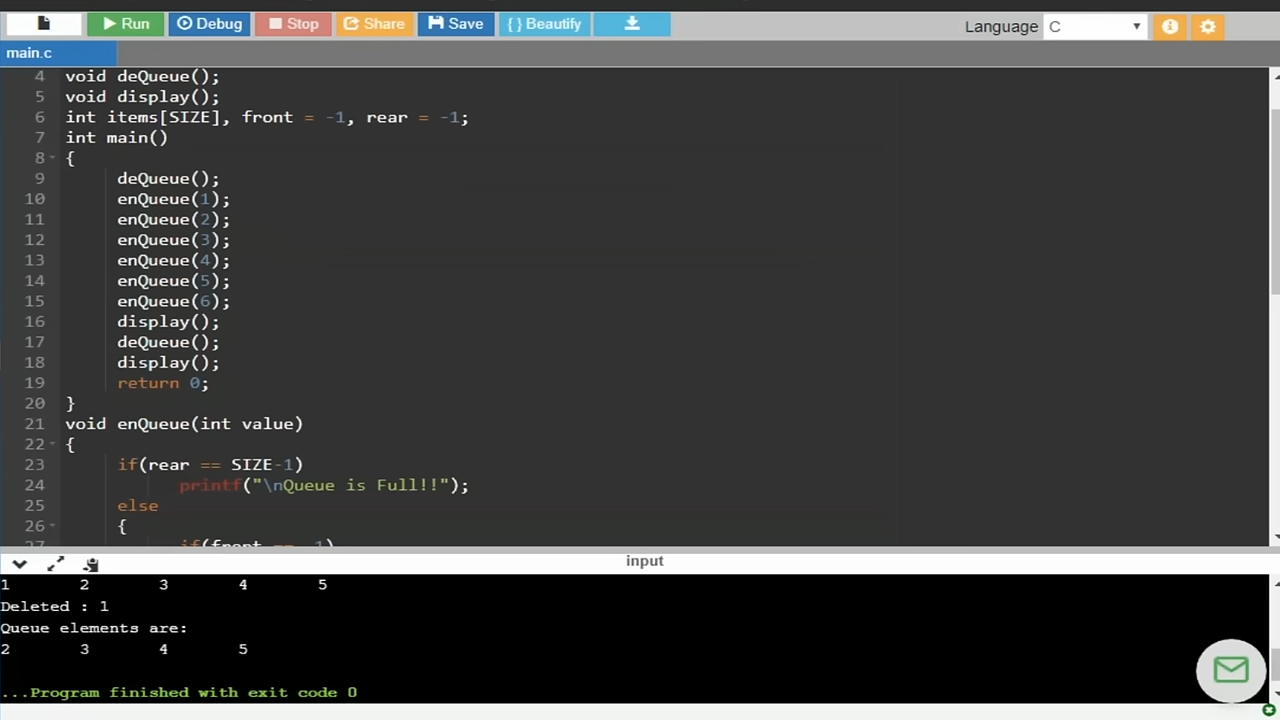 Run Debug Stop Share Save { } Beautify Language C
main.c
4 void deQueue();
5 void display();
6 int items[SIZE], front = -1, rear = -1;
7 int main()
8 {
9 deQueue();
10 enQueue(1);
11 enQueue(2);
12 enQueue(3);
13 enQueue(4);
14 enQueue(5);
15 enQueue(6);
16 display();
17 deQueue();
18 display();
19 return 0;
20 }
21 void enQueue(int value)
22 {
23 if(rear == SIZE-1)
24 printf("\nQueue is Full!!");
25 else
26 {
27 if(front == -1)
input
1 2 3 4 5
Deleted : 1
Queue elements are:
2 3 4 5
...Program finished with exit code 0